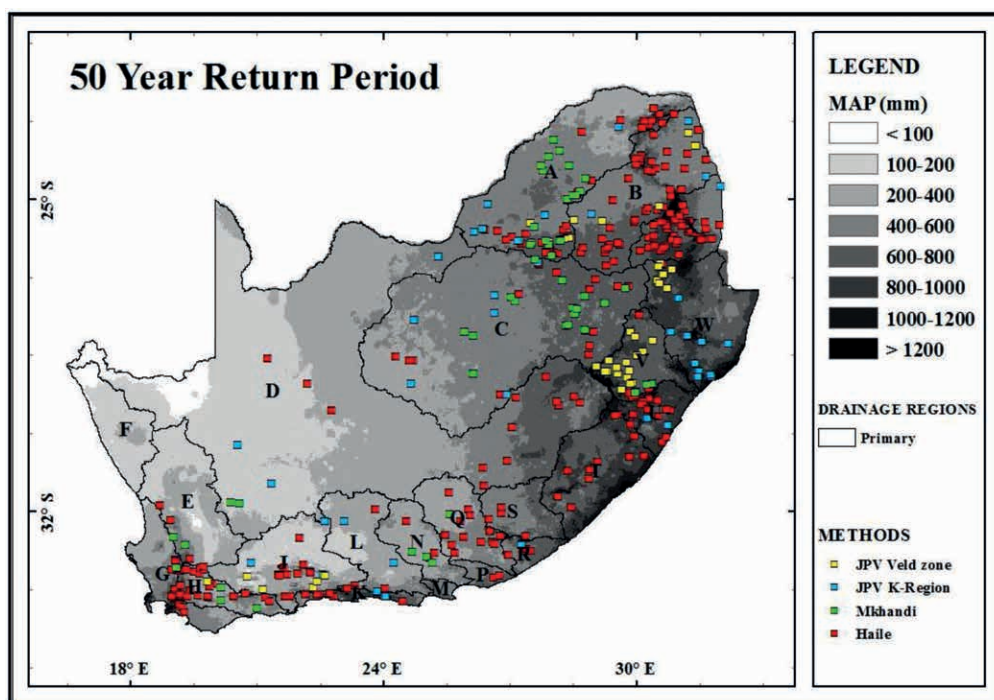 50 Year Return Period
LEGEND
MAP (mm)
< 100
100-200
200-400
400-600
600-800
800-1000
1000-1200
> 1200
DRAINAGE REGIONS
Primary
METHODS
JPV Veld zone
JPV K-Region
Mkhandi
Haile
25° S
32° S
18° E
24° E
30° E
A
B
C
W
V
D
F
E
T
Q
S
L
N
R
J
G
H
P
M
K